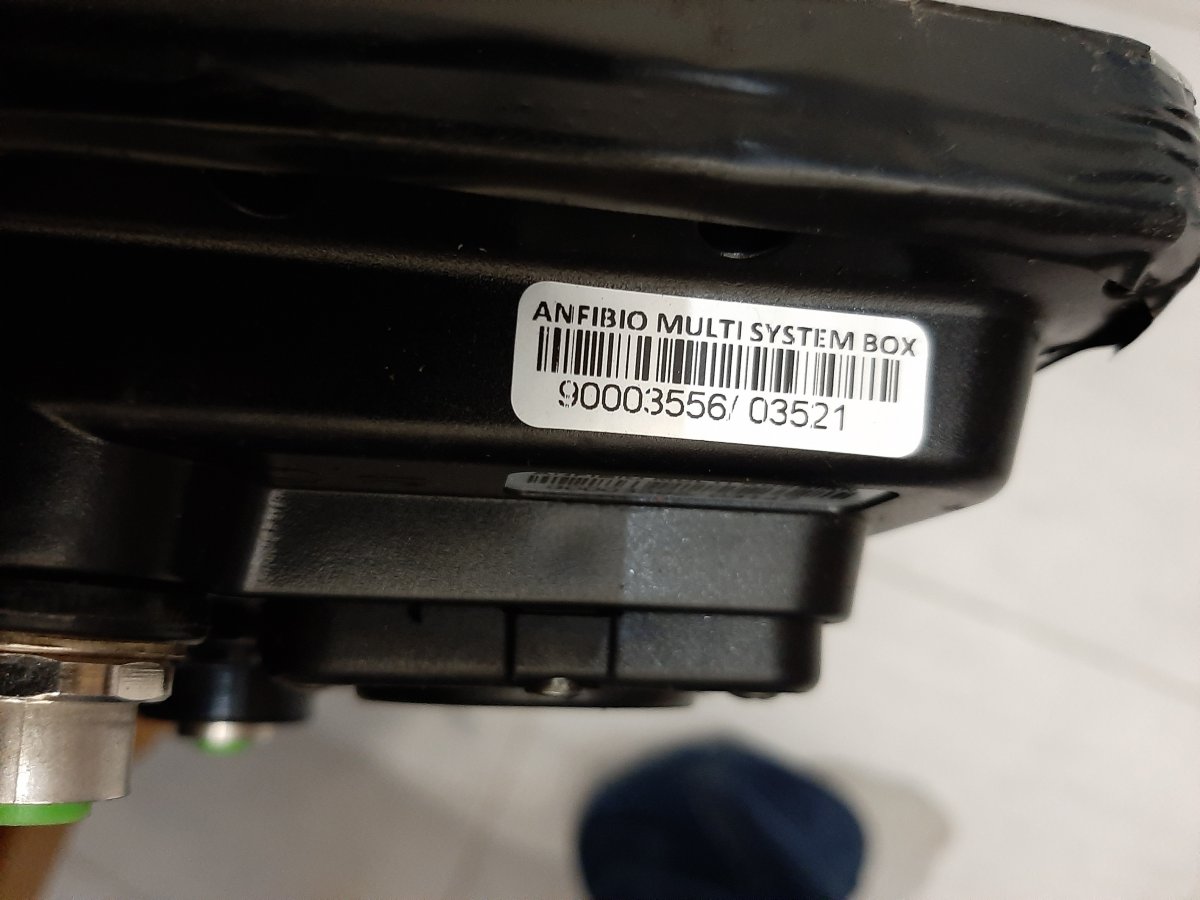 ANFIBIO MULTI SYSTEM BOX
90003556/ 03521